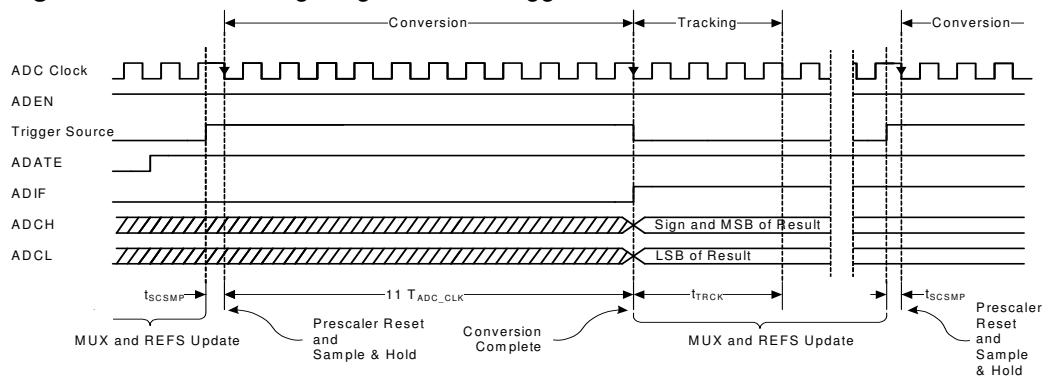 Conversion
Tracking
Conversion
ADC Clock
ADEN
Trigger Source
ADATE
ADIF
ADCH
Sign and MSB of Result
ADCL
LSB of Result
tSCSMP
11 TADC_CLK
tTRCK
tSCSMP
MUX and REFS Update
Prescaler Reset
and
Sample & Hold
Conversion
Complete
MUX and REFS Update
Prescaler
Reset
and
Sample
& Hold